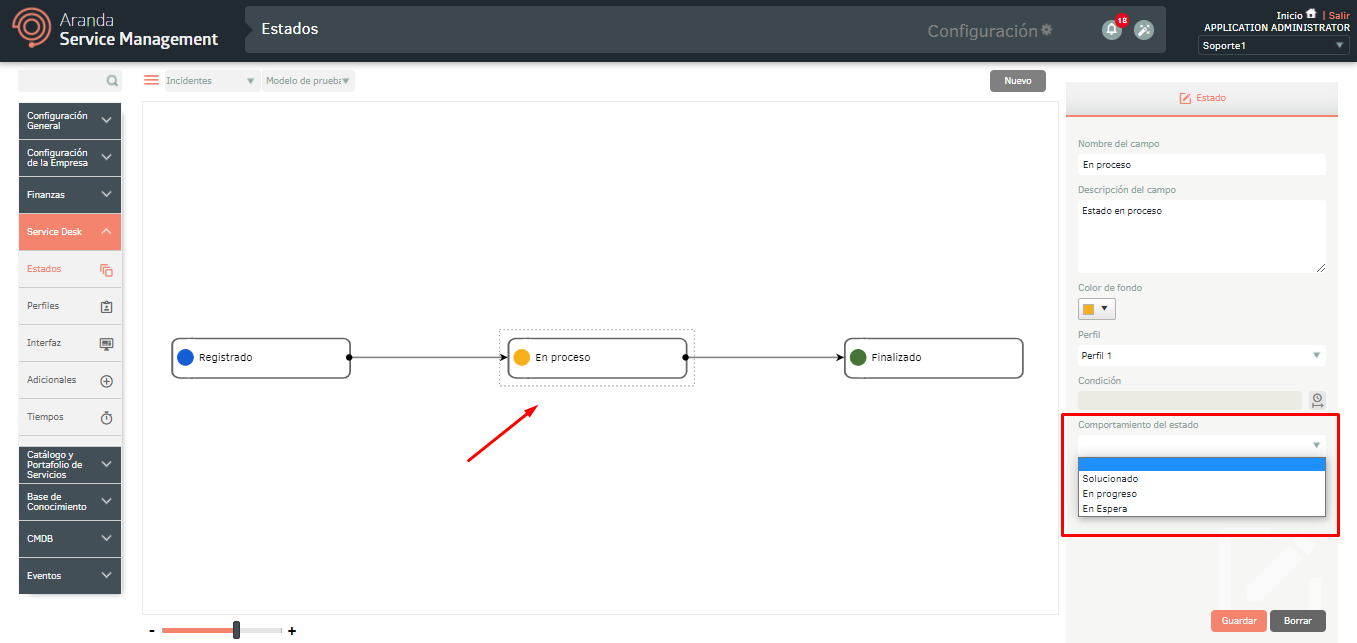 Aranda
Service Management
Estados
Configuración
18
Inicio | Salir
APPLICATION ADMINISTRATOR
Soporte1
Incidentes
Modelo de prueba
Nuevo
Configuración
General
Configuración
de la Empresa
Finanzas
Service Desk
Estados
Perfiles
Interfaz
Adicionales
Tiempos
Catálogo y
Portafolio de
Servicios
Base de
Conocimiento
CMDB
Eventos
Registrado
En proceso
Finalizado
- +
Estado
Nombre del campo
En proceso
Descripción del campo
Estado en proceso
Color de fondo
Perfil
Perfil 1
Condición
Comportamiento del estado
Solucionado
En progreso
En Espera
Guardar
Borrar